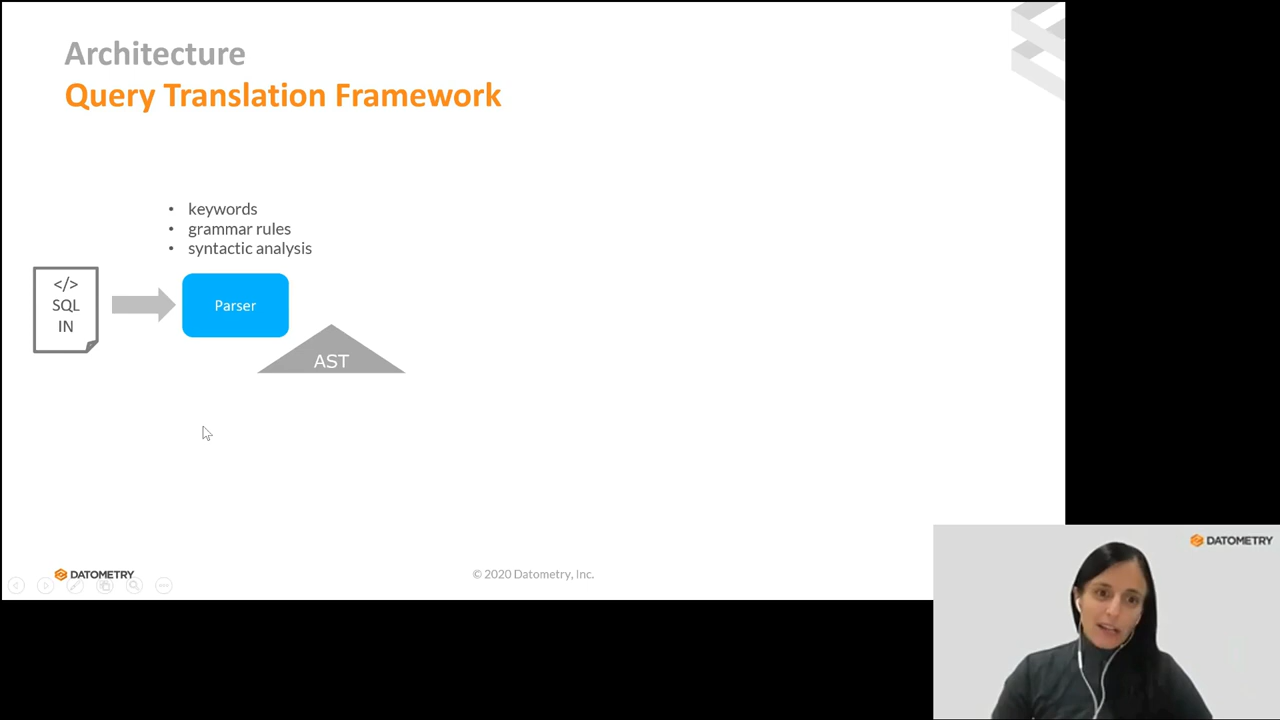 Architecture
Query Translation Framework
• keywords
• grammar rules
• syntactic analysis
</>
SQL
IN
Parser
AST
DATOMETRY
© 2020 Datometry, Inc.
DATOMETRY